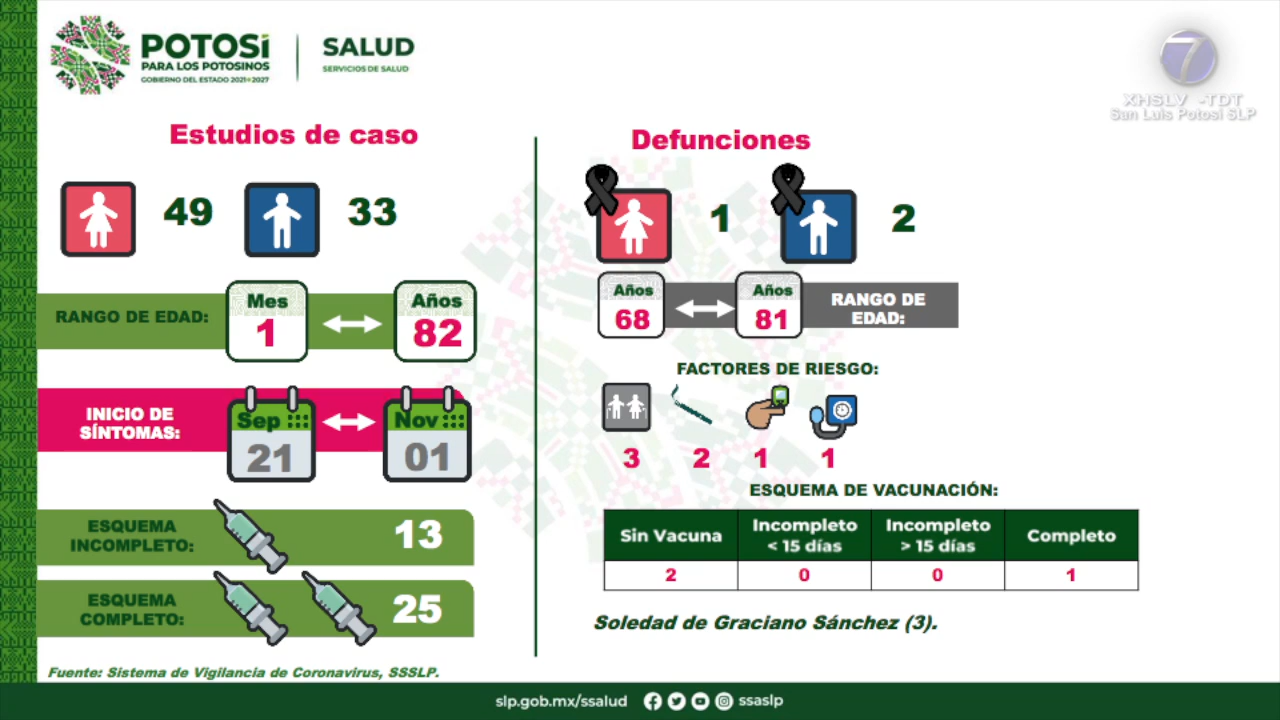 POTOSÍ
PARA LOS POTOSINOS
GOBIERNO DEL ESTADO 2021-2027
SALUD
SERVICIOS DE SALUD
7
XHSLV -TDT
San Luis Potosí SLP
Estudios de caso
49
33
RANGO DE EDAD:
Mes
1
Años
82
INICIO DE
SÍNTOMAS:
Sep
21
Nov
01
ESQUEMA
INCOMPLETO:
13
ESQUEMA
COMPLETO:
25
Fuente: Sistema de Vigilancia de Coronavirus, SSSLP.
Defunciones
1
2
Años
68
Años
81
RANGO DE
EDAD:
FACTORES DE RIESGO:
3 2 1 1
ESQUEMA DE VACUNACIÓN:
Sin Vacuna
Incompleto
< 15 días
Incompleto
> 15 días
Completo
2 0 0 1
Soledad de Graciano Sánchez (3).
slp.gob.mx/ssalud ssaslp